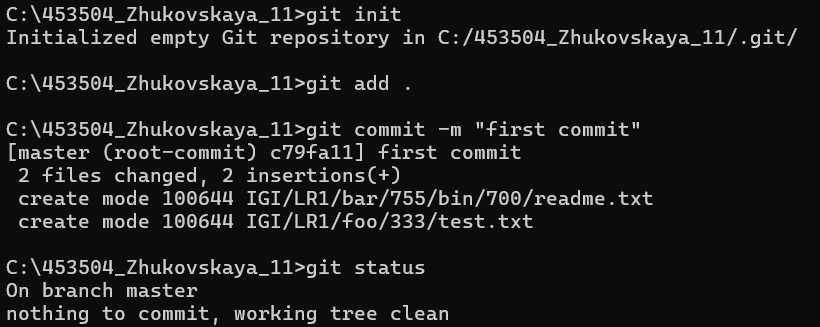 C:\453504_Zhukovskaya_11>git init
Initialized empty Git repository in C:/453504_Zhukovskaya_11/.git/
C:\453504_Zhukovskaya_11>git add .
C:\453504_Zhukovskaya_11>git commit -m "first commit"
[master (root-commit) c79fa11] first commit
 2 files changed, 2 insertions(+)
 create mode 100644 IGI/LR1/bar/755/bin/700/readme.txt
 create mode 100644 IGI/LR1/foo/333/test.txt
C:\453504_Zhukovskaya_11>git status
On branch master
nothing to commit, working tree clean